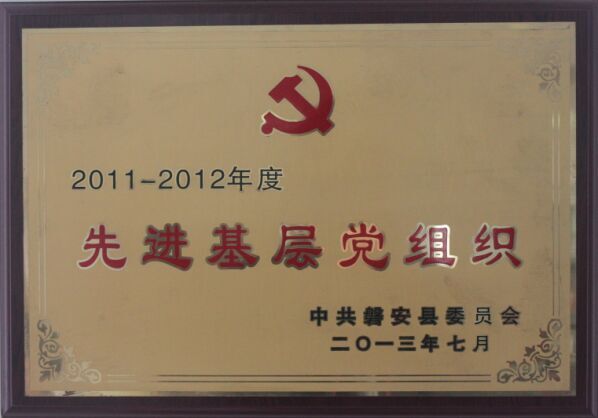 2011-2012年度
先进基层党组织
中共磐安县委员会
二〇一三年七月